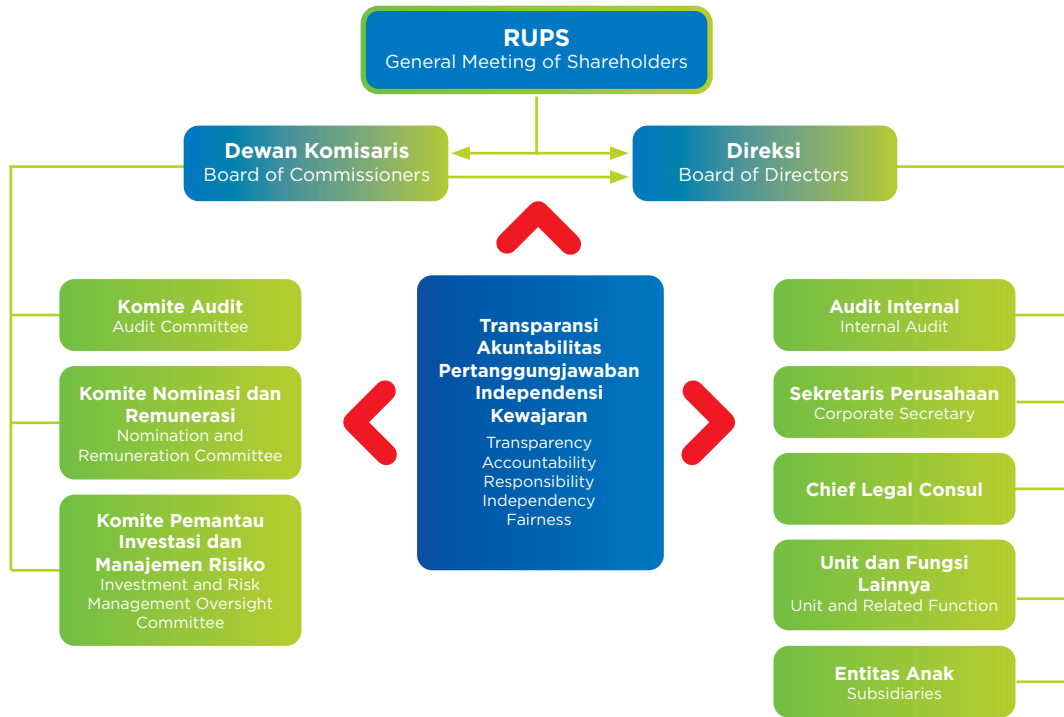 RUPS
General Meeting of Shareholders
Dewan Komisaris
Board of Commissioners
Direksi
Board of Directors
Komite Audit
Audit Committee
Komite Nominasi dan
Remunerasi
Nomination and
Remuneration Committee
Komite Pemantau
Investasi dan
Manajemen Risiko
Investment and Risk
Management Oversight
Committee
Transparansi
Akuntabilitas
Pertanggungjawaban
Independensi
Kewajaran
Transparency
Accountability
Responsibility
Independency
Fairness
Audit Internal
Internal Audit
Sekretaris Perusahaan
Corporate Secretary
Chief Legal Consul
Unit dan Fungsi
Lainnya
Unit and Related Function
Entitas Anak
Subsidiaries